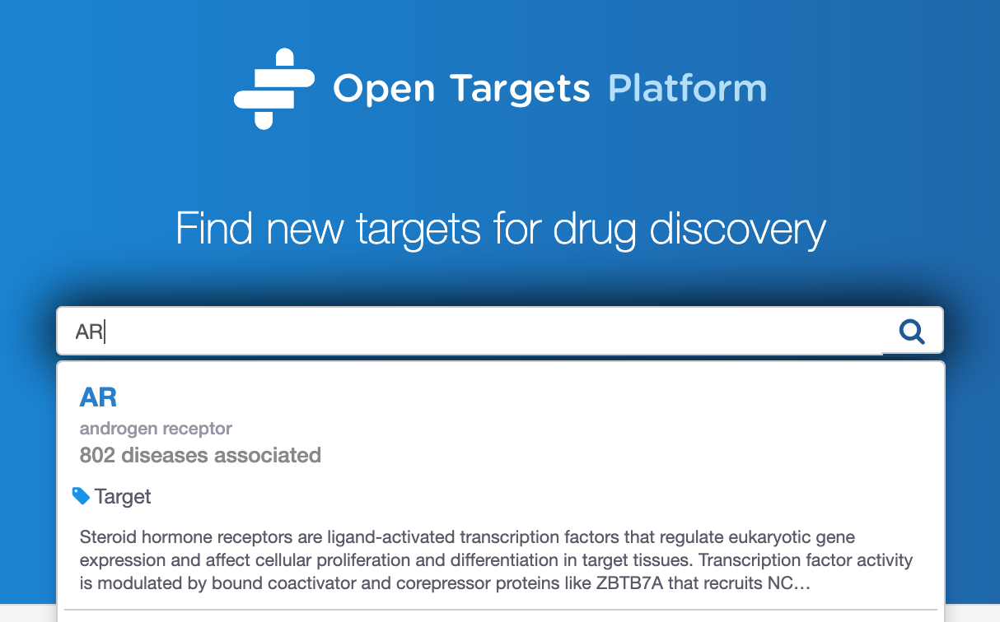 Open Targets Platform
Find new targets for drug discovery
AR
AR
androgen receptor
802 diseases associated
Target
Steroid hormone receptors are ligand-activated transcription factors that regulate eukaryotic gene
expression and affect cellular proliferation and differentiation in target tissues. Transcription factor activity
is modulated by bound coactivator and corepressor proteins like ZBTB7A that recruits NC…